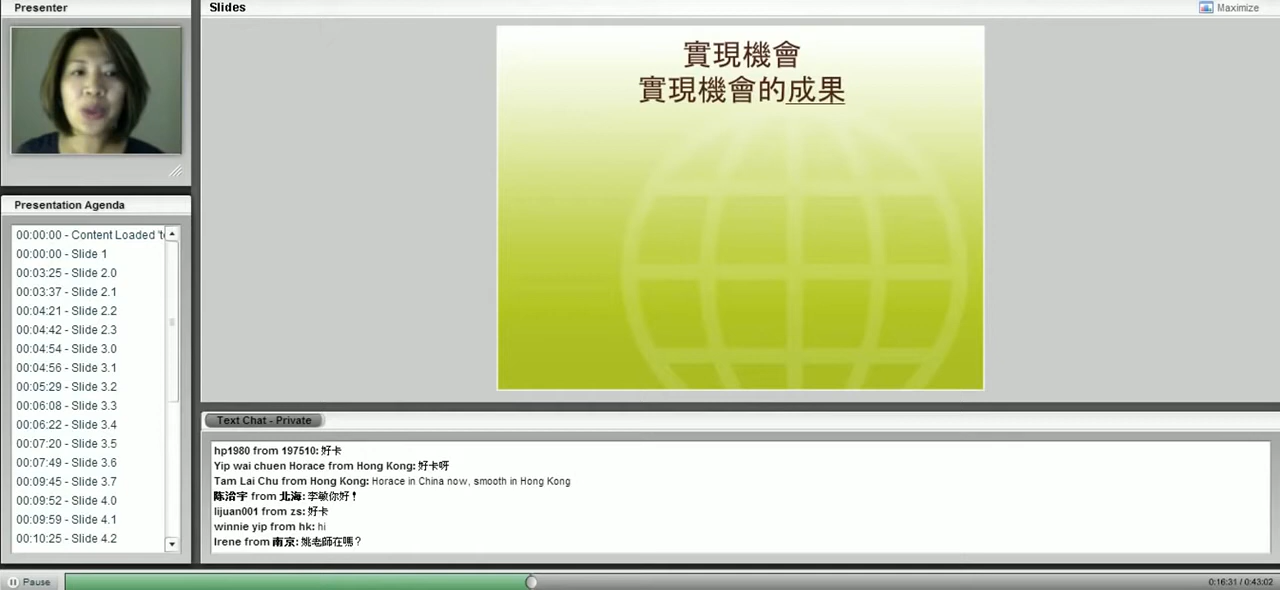 Presenter
Slides
Maximize
實現機會
實現機會的成果
Presentation Agenda
00:00:00 - Content Loaded 'to
00:00:00 - Slide 1
00:03:25 - Slide 2.0
00:03:37 - Slide 2.1
00:04:21 - Slide 2.2
00:04:42 - Slide 2.3
00:04:54 - Slide 3.0
00:04:56 - Slide 3.1
00:05:29 - Slide 3.2
00:06:08 - Slide 3.3
00:06:22 - Slide 3.4
00:07:20 - Slide 3.5
00:07:49 - Slide 3.6
00:09:45 - Slide 3.7
00:09:52 - Slide 4.0
00:09:59 - Slide 4.1
00:10:25 - Slide 4.2
Text Chat - Private
hp1980 from 197510: 好卡
Yip wai chuen Horace from Hong Kong: 好卡呀
Tam Lai Chu from Hong Kong: Horace in China now, smooth in Hong Kong
陈治宇 from 北海: 李敏你好！
lijuan001 from zs: 好卡
winnie yip from hk: hi
Irene from 南京: 姚老師在嗎？
Pause
0:16:31 / 0:43:02